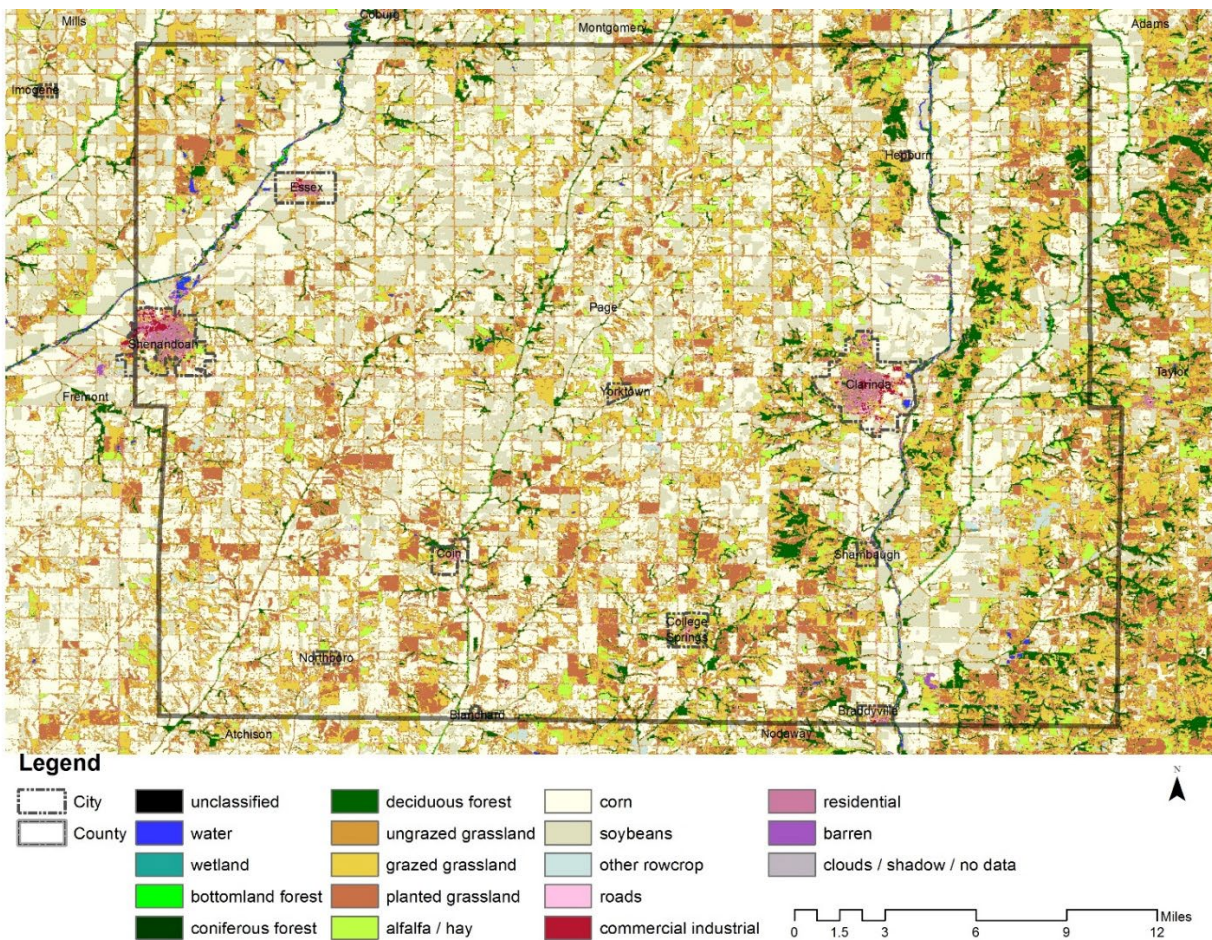 Mills
Coburg
Montgomery
Adams
Imogene
Hepburn
Essex
Page
Shenandoah
Yorktown
Clarinda
Taylor
Fremont
Coin
Shambaugh
College
Springs
Northboro
Blanchard
Braddyville
Atchison
Nodaway
Legend
N
City
unclassified
deciduous forest
corn
residential
County
water
ungrazed grassland
soybeans
barren
wetland
grazed grassland
other rowcrop
clouds / shadow / no data
bottomland forest
planted grassland
roads
coniferous forest
alfalfa / hay
commercial industrial
Miles
0 1.5 3 6 9 12